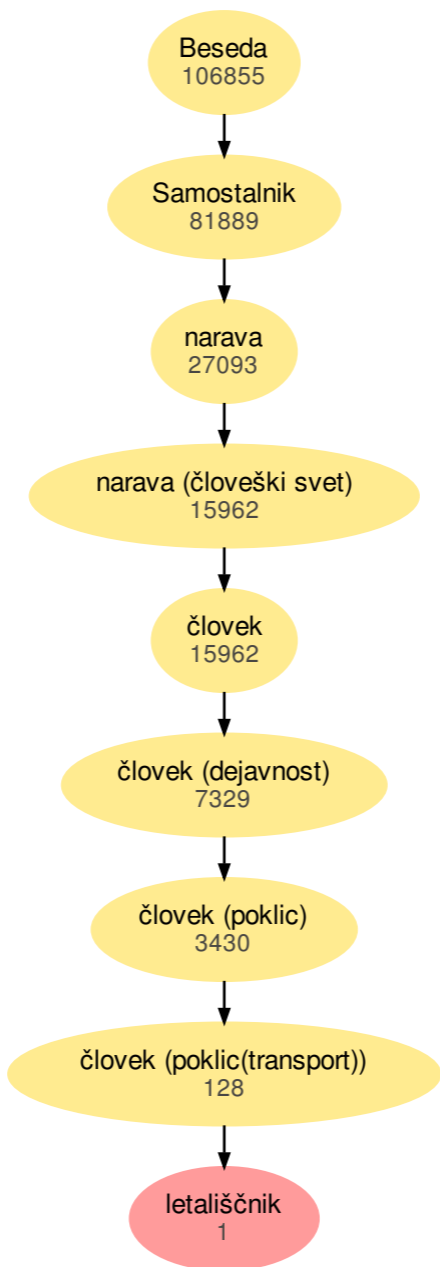 Beseda
106855
Samostalnik
81889
narava
27093
narava (človeški svet)
15962
človek
15962
človek (dejavnost)
7329
človek (poklic)
3430
človek (poklic(transport))
128
letališčnik
1